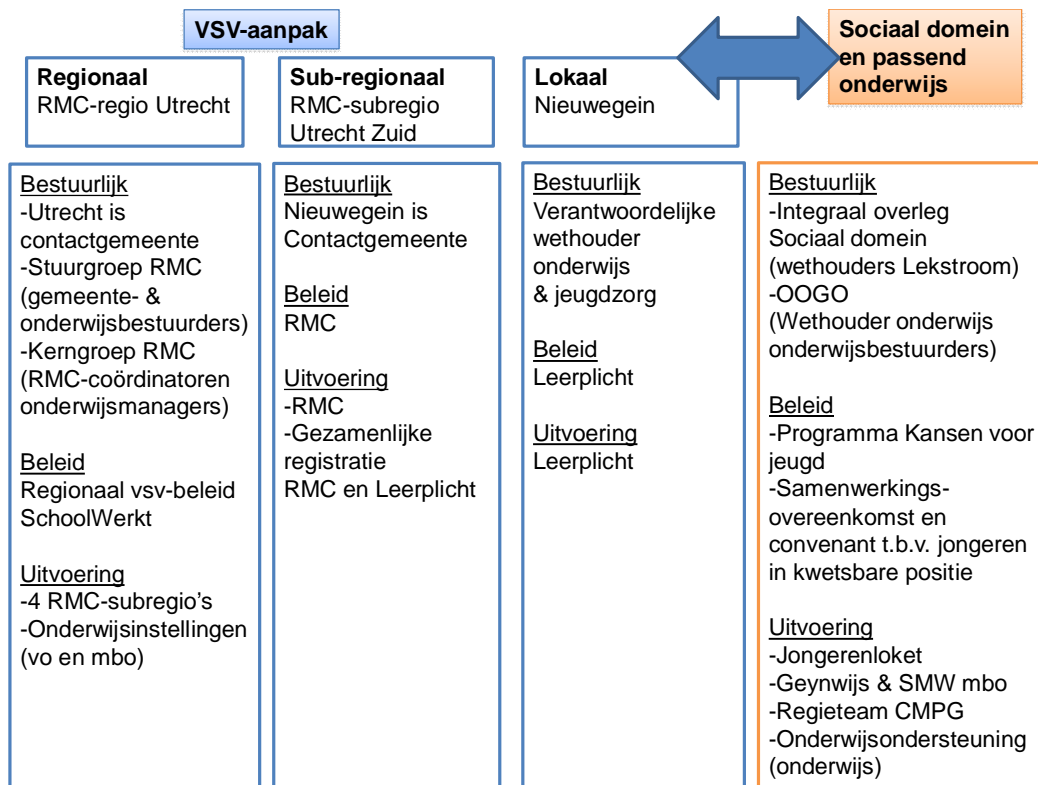 VSV-aanpak
Sociaal domein
en passend
onderwijs
Regionaal
RMC-regio Utrecht
Sub-regionaal
RMC-subregio
Utrecht Zuid
Lokaal
Nieuwegein
Bestuurlijk
-Utrecht is
contactgemeente
-Stuurgroep RMC
(gemeente- &
onderwijsbestuurders)
-Kerngroep RMC
(RMC-coördinatoren
onderwijsmanagers)
Beleid
Regionaal vsv-beleid
SchoolWerkt
Uitvoering
-4 RMC-subregio's
-Onderwijsinstellingen
(vo en mbo)
Bestuurlijk
Nieuwegein is
Contactgemeente
Beleid
RMC
Uitvoering
-RMC
-Gezamenlijke
registratie
RMC en Leerplicht
Bestuurlijk
Verantwoordelijke
wethouder
onderwijs
& jeugdzorg
Beleid
Leerplicht
Uitvoering
Leerplicht
Bestuurlijk
-Integraal overleg
Sociaal domein
(wethouders Lekstroom)
-OOGO
(Wethouder onderwijs
onderwijsbestuurders)
Beleid
-Programma Kansen voor
jeugd
-Samenwerkings-
overeenkomst en
convenant t.b.v. jongeren
in kwetsbare positie
Uitvoering
-Jongerenloket
-Geynwijs & SMW mbo
-Regieteam CMPG
-Onderwijsondersteuning
(onderwijs)